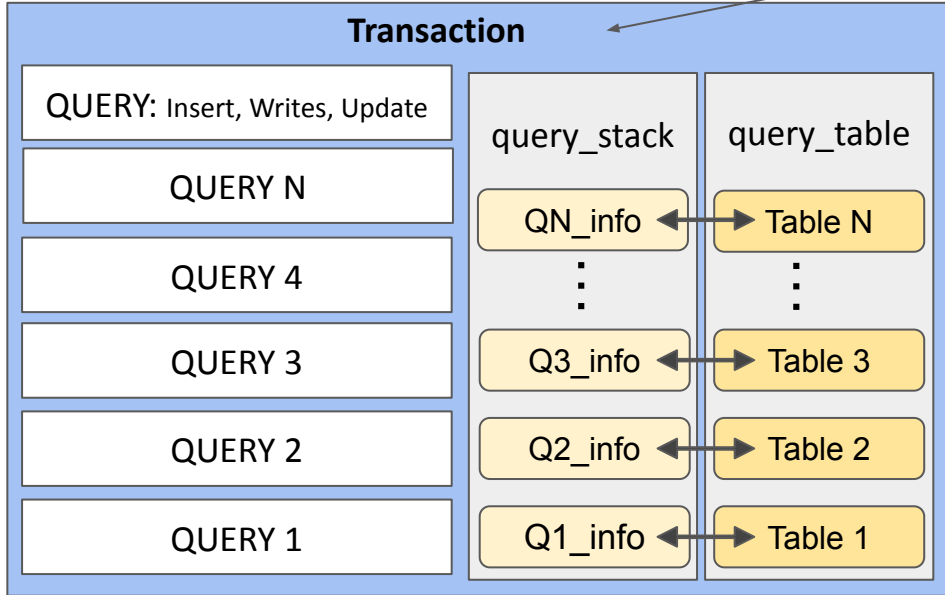 Transaction
QUERY: Insert, Writes, Update
QUERY N
QUERY 4
QUERY 3
QUERY 2
QUERY 1
query_stack
QN_info
⋮
Q3_info
Q2_info
Q1_info
query_table
Table N
⋮
Table 3
Table 2
Table 1